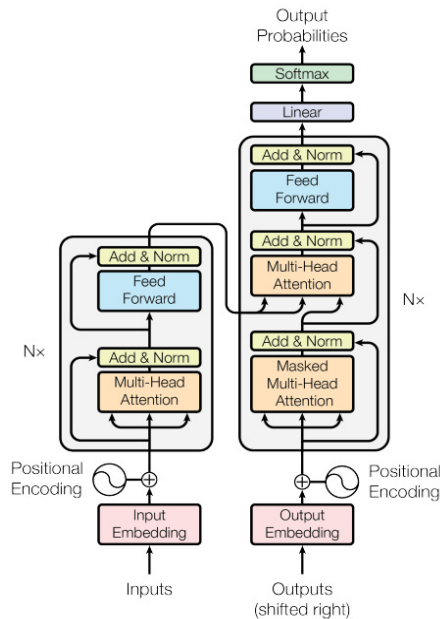 Output
Probabilities
Softmax
Linear
Add & Norm
Feed
Forward
Add & Norm
Multi-Head
Attention
Add & Norm
Masked
Multi-Head
Attention
N×
Positional
Encoding
Output
Embedding
Outputs
(shifted right)
Add & Norm
Feed
Forward
Add & Norm
Multi-Head
Attention
N×
Positional
Encoding
Input
Embedding
Inputs